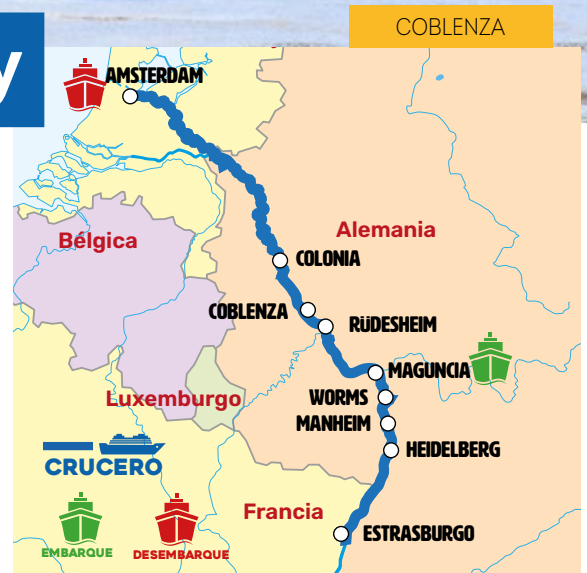 COBLENZA
y
AMSTERDAM
Bélgica
Alemania
COLONIA
COBLENZA
RÜDESHEIM
MAGUNCIA
Luxemburgo
WORMS
MANHEIM
HEIDELBERG
CRUCERO
Francia
ESTRASBURGO
EMBARQUE
DESEMBARQUE